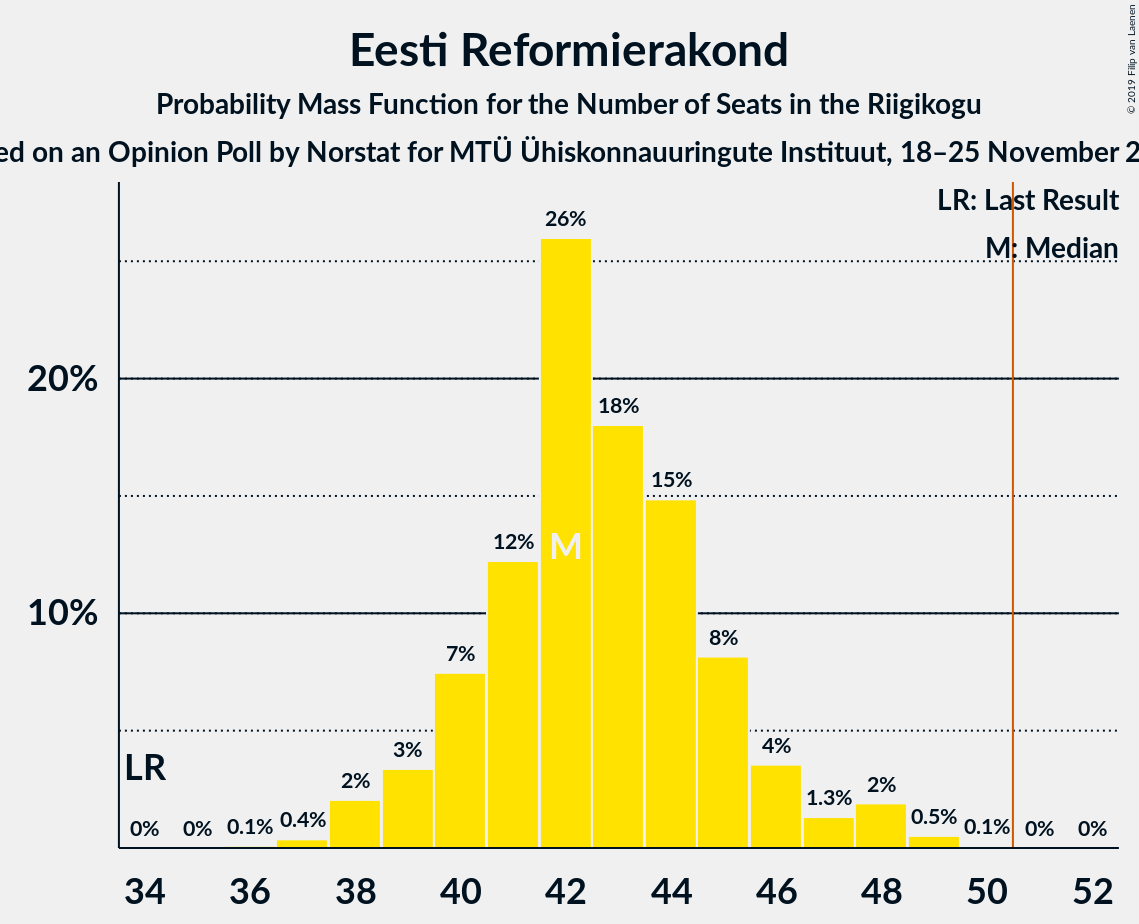 © 2019 Filip van Laenen
Eesti Reformierakond
Probability Mass Function for the Number of Seats in the Riigikogu
ed on an Opinion Poll by Norstat for MTÜ Ühiskonnauuringute Instituut, 18–25 November 2
LR: Last Result
M: Median
26%
20%
18%
15%
12%
M
10%
8%
7%
4%
3%
LR
2%
2%
1.3%
0.5%
0.4%
0.1%
0.1%
0% 0% 0% 0%
34 36 38 40 42 44 46 48 50 52